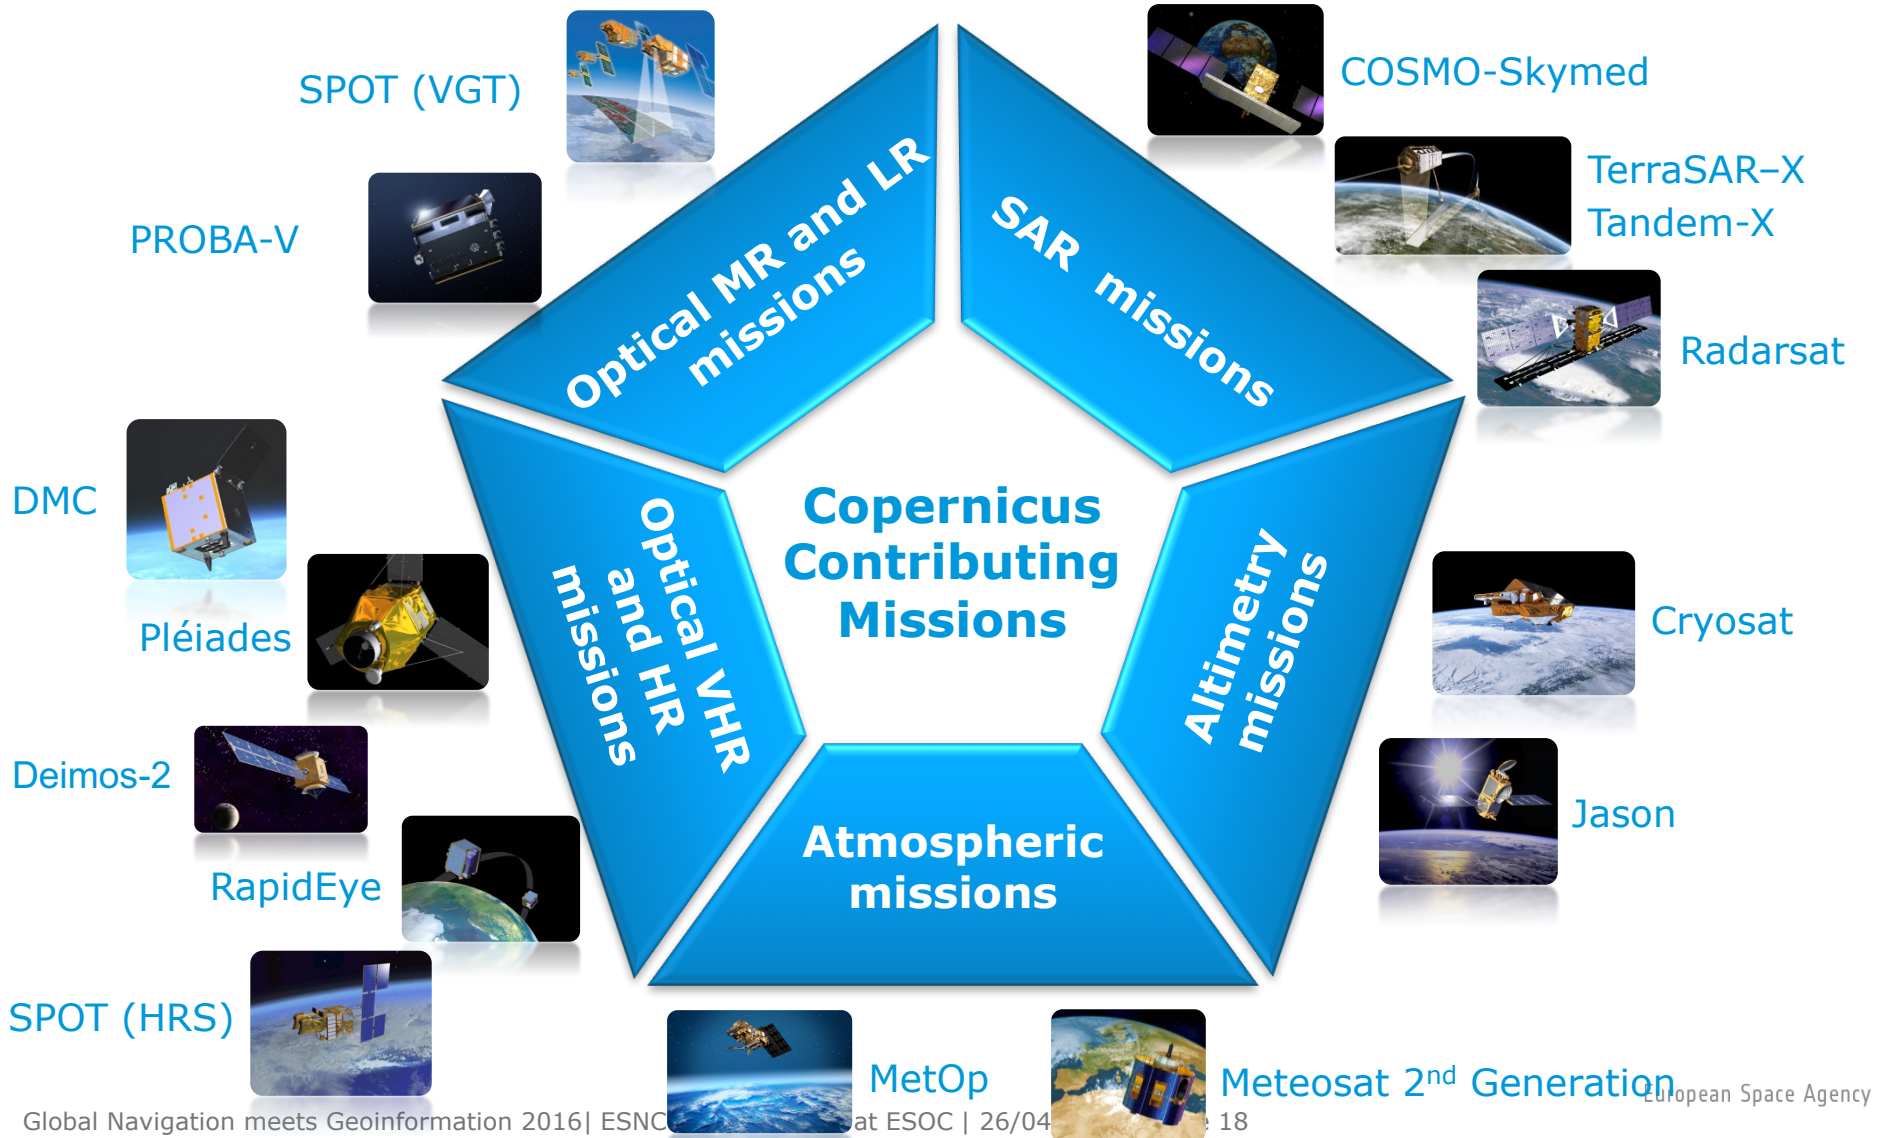 SPOT (VGT)
COSMO-Skymed
TerraSAR–X
Tandem-X
PROBA-V
Radarsat
Optical MR and LR
missions
SAR missions
DMC
Pléiades
Deimos-2
RapidEye
SPOT (HRS)
Optical VHR
and HR
missions
Copernicus
Contributing
Missions
Altimetry
missions
Cryosat
Jason
Atmospheric
missions
MetOp
Meteosat 2nd Generation
European Space Agency
Global Navigation meets Geoinformation 2016| ESNC at ESOC | 26/04 18